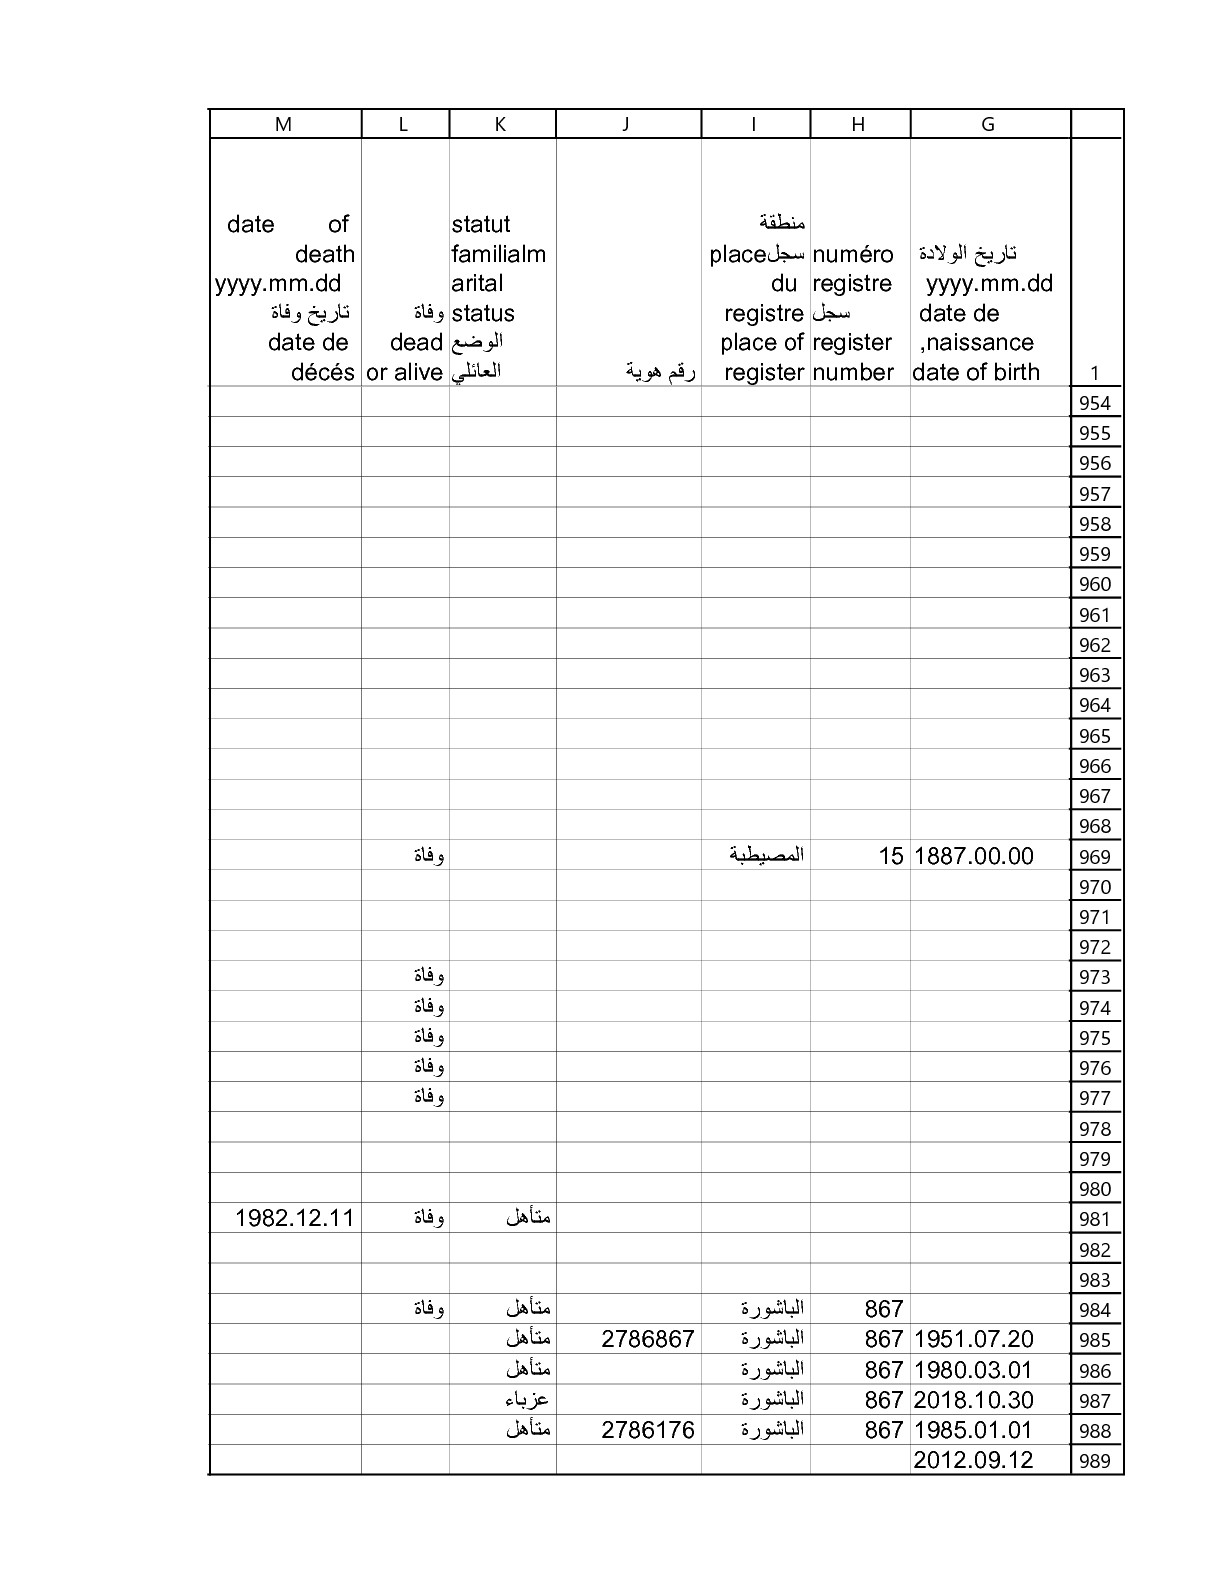 M L K J I H G
date of death yyyy.mm.dd تاريخ وفاة date de décés
وفاة dead or alive
statut familialm arital status الوضع العائلي
رقم هوية
منطقة سجل place du registre place of register
numéro registre سجل register number
تاريخ الولادة yyyy.mm.dd date de naissance, date of birth
1
954
955
956
957
958
959
960
961
962
963
964
965
966
967
968
وفاة المصيطبة 15 1887.00.00 969
970
971
972
وفاة 973
وفاة 974
وفاة 975
وفاة 976
وفاة 977
978
979
980
1982.12.11 وفاة متأهل 981
982
983
وفاة متأهل الباشورة 867 984
متأهل 2786867 الباشورة 867 1951.07.20 985
متأهل الباشورة 867 1980.03.01 986
عزباء الباشورة 867 2018.10.30 987
متأهل 2786176 الباشورة 867 1985.01.01 988
2012.09.12 989